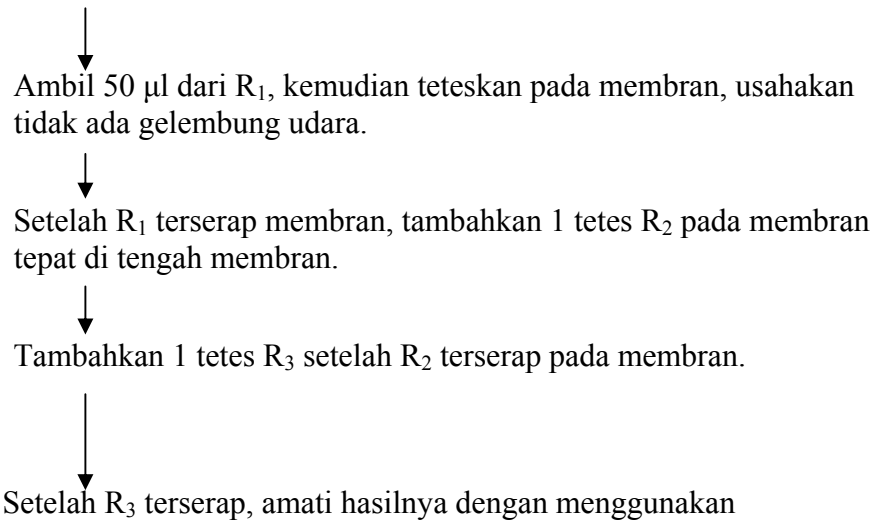 Ambil 50 μl dari R₁, kemudian teteskan pada membran, usahakan
tidak ada gelembung udara.
Setelah R₁ terserap membran, tambahkan 1 tetes R₂ pada membran
tepat di tengah membran.
Tambahkan 1 tetes R₃ setelah R₂ terserap pada membran.
Setelah R₃ terserap, amati hasilnya dengan menggunakan